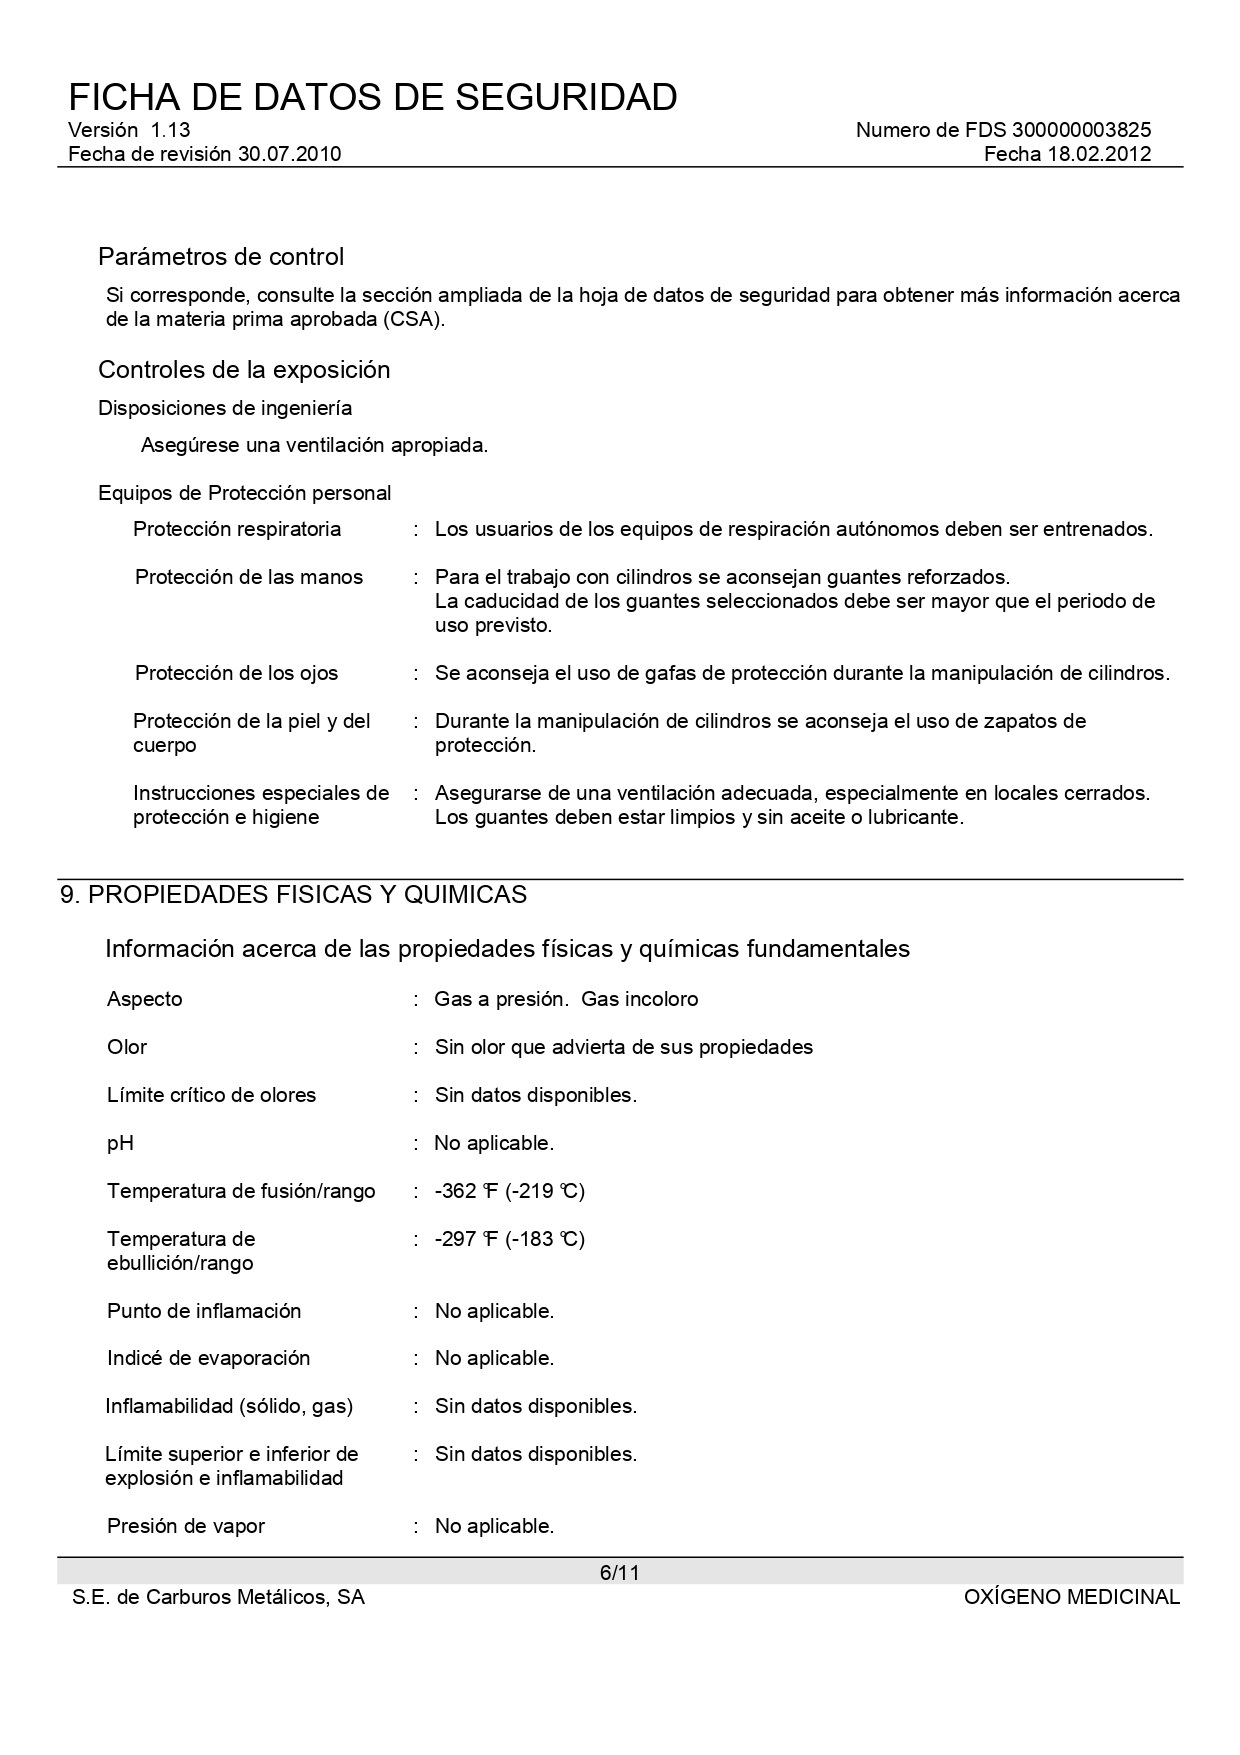 FICHA DE DATOS DE SEGURIDAD
Versión 1.13 Numero de FDS 300000003825
Fecha de revisión 30.07.2010 Fecha 18.02.2012
Parámetros de control
Si corresponde, consulte la sección ampliada de la hoja de datos de seguridad para obtener más información acerca
de la materia prima aprobada (CSA).
Controles de la exposición
Disposiciones de ingeniería
Asegúrese una ventilación apropiada.
Equipos de Protección personal
Protección respiratoria : Los usuarios de los equipos de respiración autónomos deben ser entrenados.
Protección de las manos : Para el trabajo con cilindros se aconsejan guantes reforzados.
La caducidad de los guantes seleccionados debe ser mayor que el periodo de
uso previsto.
Protección de los ojos : Se aconseja el uso de gafas de protección durante la manipulación de cilindros.
Protección de la piel y del : Durante la manipulación de cilindros se aconseja el uso de zapatos de
cuerpo protección.
Instrucciones especiales de : Asegurarse de una ventilación adecuada, especialmente en locales cerrados.
protección e higiene Los guantes deben estar limpios y sin aceite o lubricante.
9. PROPIEDADES FISICAS Y QUIMICAS
Información acerca de las propiedades físicas y químicas fundamentales
Aspecto : Gas a presión. Gas incoloro
Olor : Sin olor que advierta de sus propiedades
Límite crítico de olores : Sin datos disponibles.
pH : No aplicable.
Temperatura de fusión/rango : -362 °F (-219 °C)
Temperatura de : -297 °F (-183 °C)
ebullición/rango
Punto de inflamación : No aplicable.
Indicé de evaporación : No aplicable.
Inflamabilidad (sólido, gas) : Sin datos disponibles.
Límite superior e inferior de : Sin datos disponibles.
explosión e inflamabilidad
Presión de vapor : No aplicable.
6/11
S.E. de Carburos Metálicos, SA OXÍGENO MEDICINAL